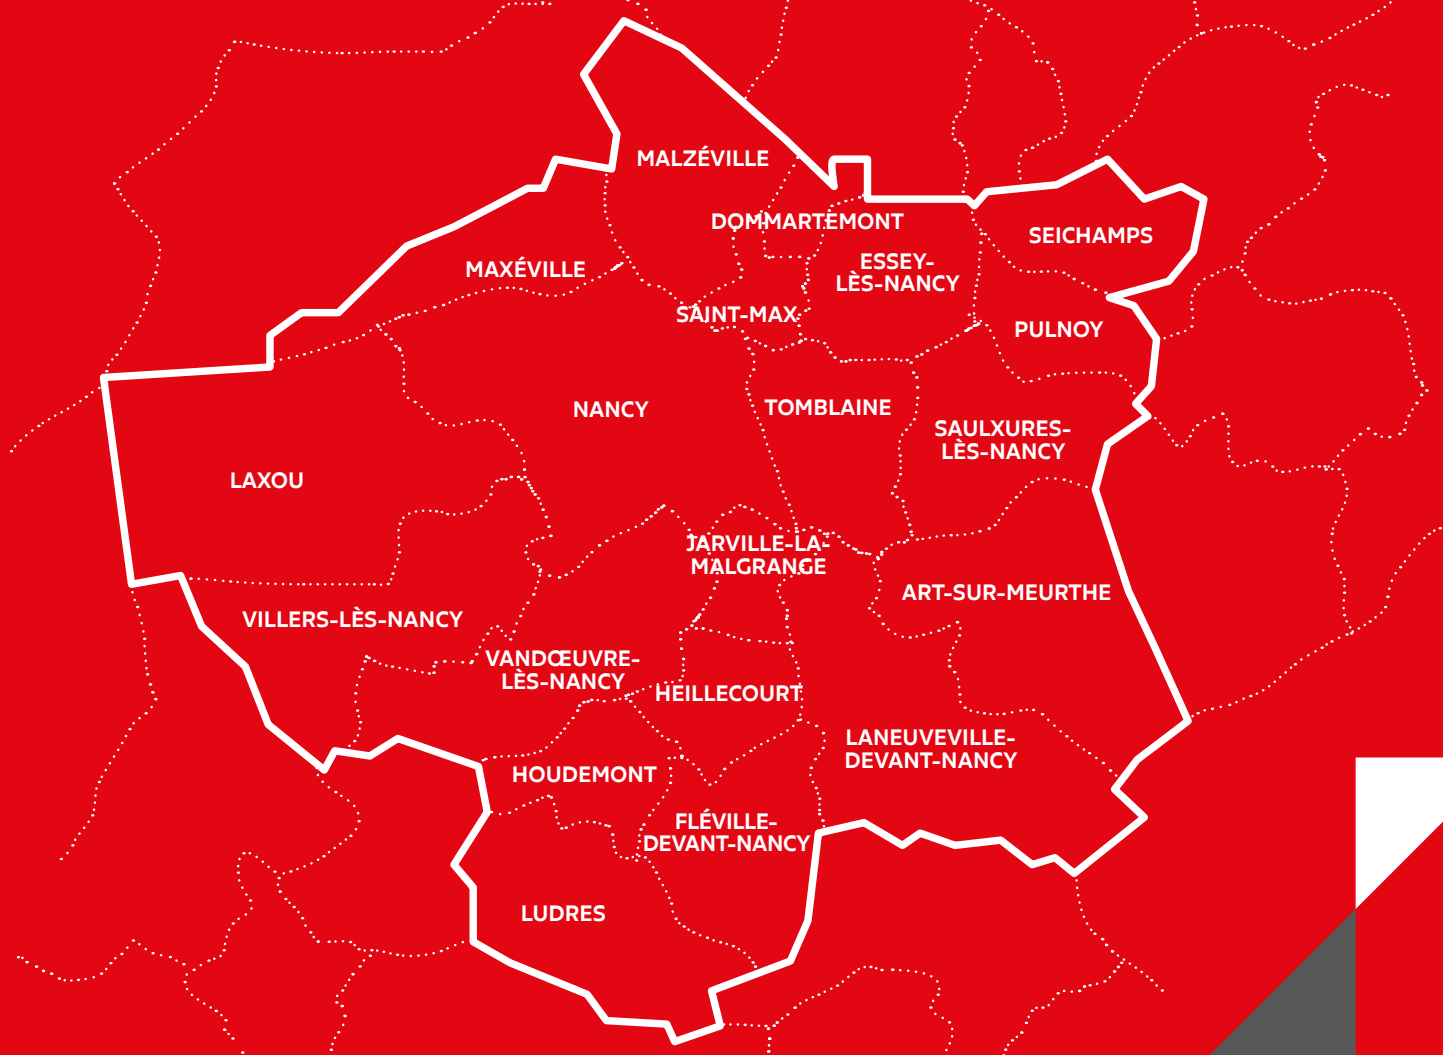 MALZÉVILLE
DOMMARTEMONT
SEICHAMPS
MAXÉVILLE
ESSEY-
LÈS-NANCY
SAINT-MAX
PULNOY
NANCY
TOMBLAINE
SAULXURES-
LÈS-NANCY
LAXOU
JARVILLE-LA-
MALGRANGE
ART-SUR-MEURTHE
VILLERS-LÈS-NANCY
VANDŒUVRE-
LÈS-NANCY
HEILLECOURT
LANEUVEVILLE-
DEVANT-NANCY
HOUDEMONT
FLÉVILLE-
DEVANT-NANCY
LUDRES